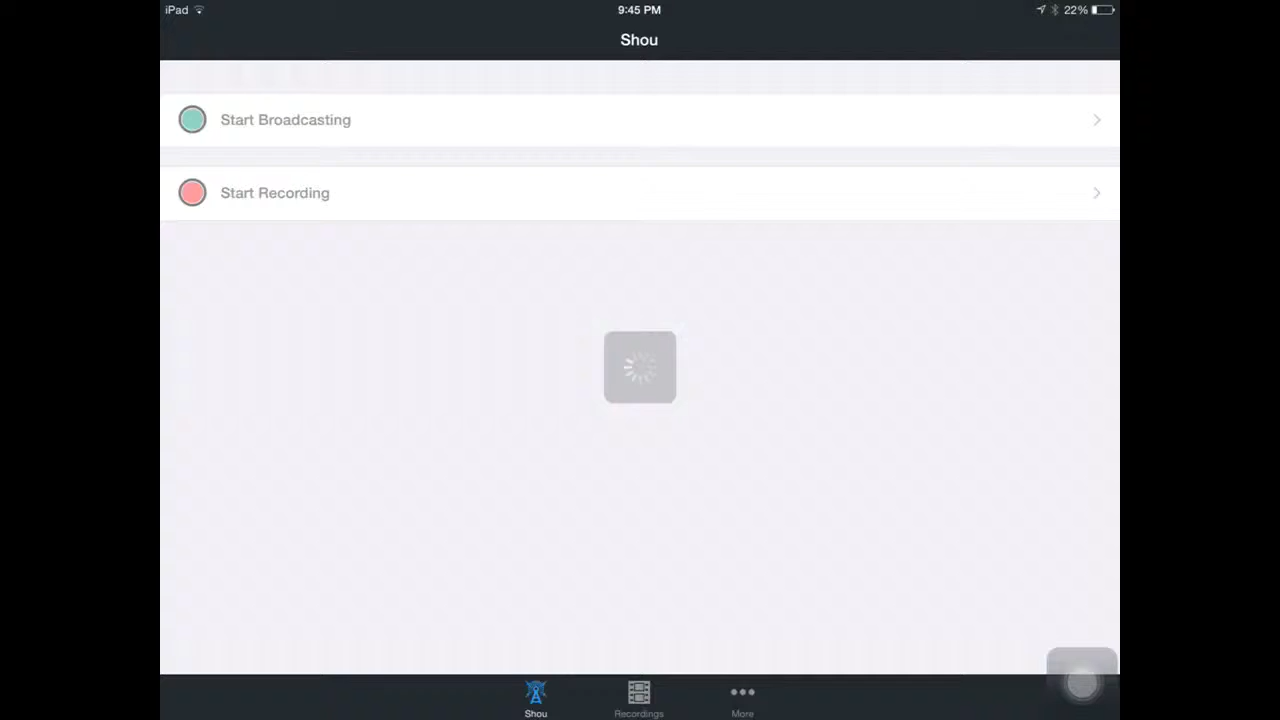 iPad 9:45 PM 22%
Shou
Start Broadcasting
Start Recording
Shou Recordings More